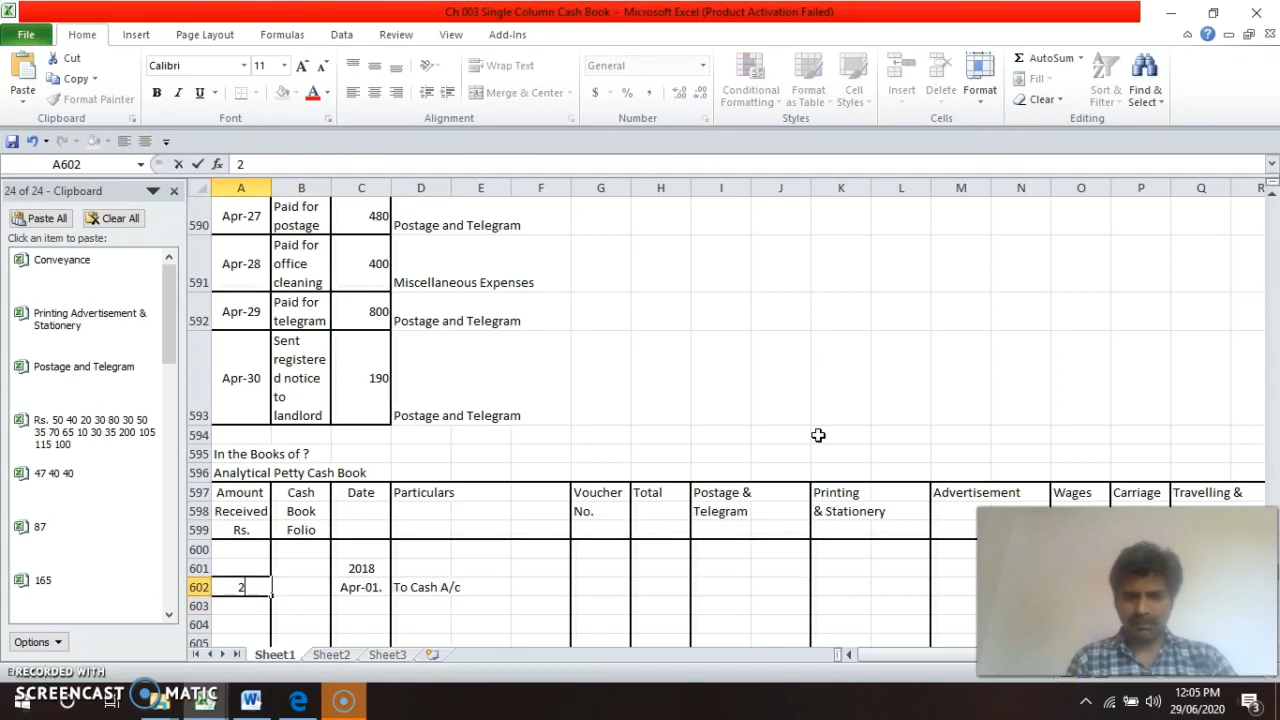 Ch 003 Single Column Cash Book - Microsoft Excel (Product Activation Failed)
File Home Insert Page Layout Formulas Data Review View Add-Ins
Paste
Cut
Copy
Format Painter
Calibri 11
B I U A
Wrap Text
Merge & Center
General
$ % ,
Conditional Formatting
Format as Table
Cell Styles
Insert
Delete
Format
Σ AutoSum
Fill
Clear
Sort & Filter
Find & Select
Clipboard Font Alignment Number Styles Cells Editing
A602 fx 2
24 of 24 - Clipboard
Paste All Clear All
Click an item to paste:
Conveyance
Printing Advertisement &
Stationery
Postage and Telegram
Rs. 50 40 20 30 80 30 50
35 70 65 10 30 35 200 105
115 100
47 40 40
87
165
Options
A B C D E F G H I J K L M N O P Q R
590 Apr-27 Paid for postage 480 Postage and Telegram
591 Apr-28 Paid for office cleaning 400 Miscellaneous Expenses
592 Apr-29 Paid for telegram 800 Postage and Telegram
593 Apr-30 Sent registere d notice to landlord 190 Postage and Telegram
594
595 In the Books of ?
596 Analytical Petty Cash Book
597 Amount Cash Date Particulars Voucher Total Postage & Printing Advertisement Wages Carriage Travelling &
598 Received Book No. Telegram & Stationery
599 Rs. Folio
600
601 2018
602 2 Apr-01. To Cash A/c
603
604
605
Sheet1 Sheet2 Sheet3
RECORDED WITH
SCREENCAST MATIC
12:05 PM
29/06/2020
3